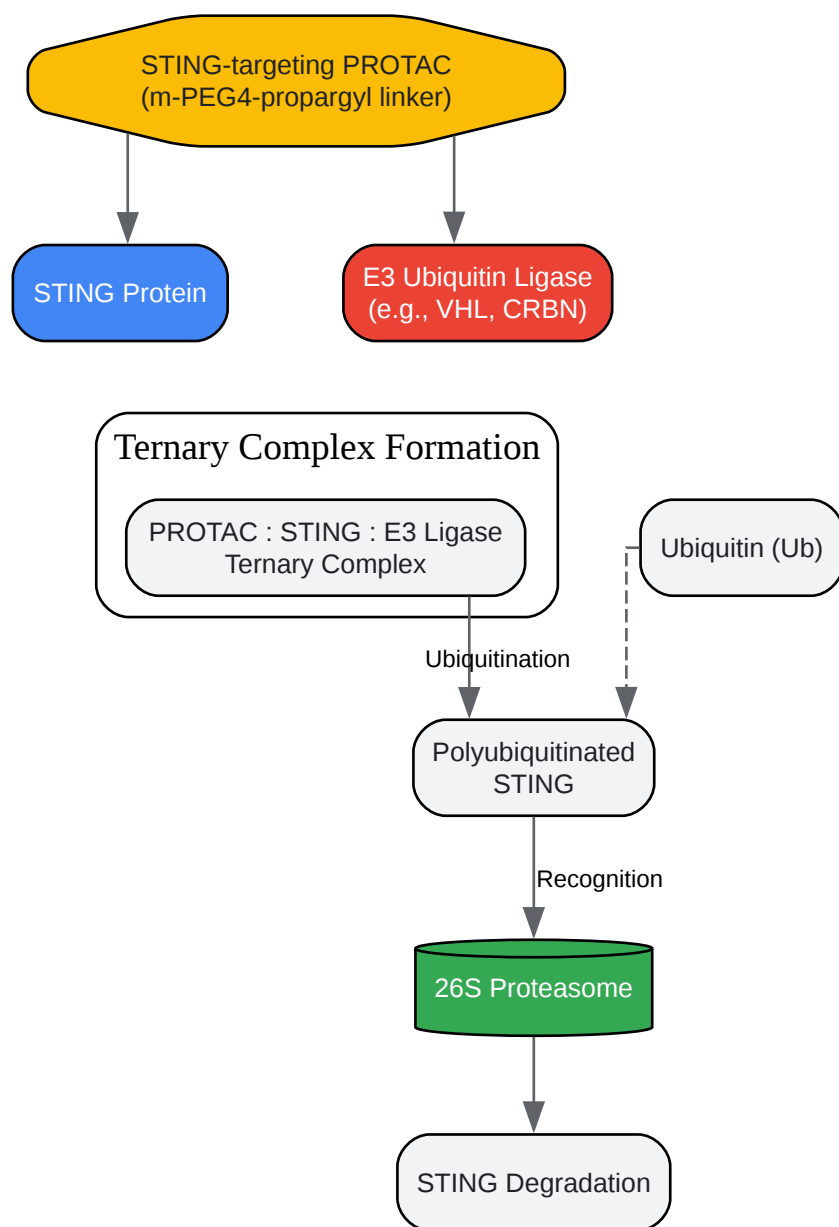 STING-targeting PROTAC
(m-PEG4-propargyl linker)
STING Protein
E3 Ubiquitin Ligase
(e.g., VHL, CRBN)
Ternary Complex Formation
PROTAC : STING : E3 Ligase
Ternary Complex
Ubiquitin (Ub)
Ubiquitination
Polyubiquitinated
STING
Recognition
26S Proteasome
STING Degradation